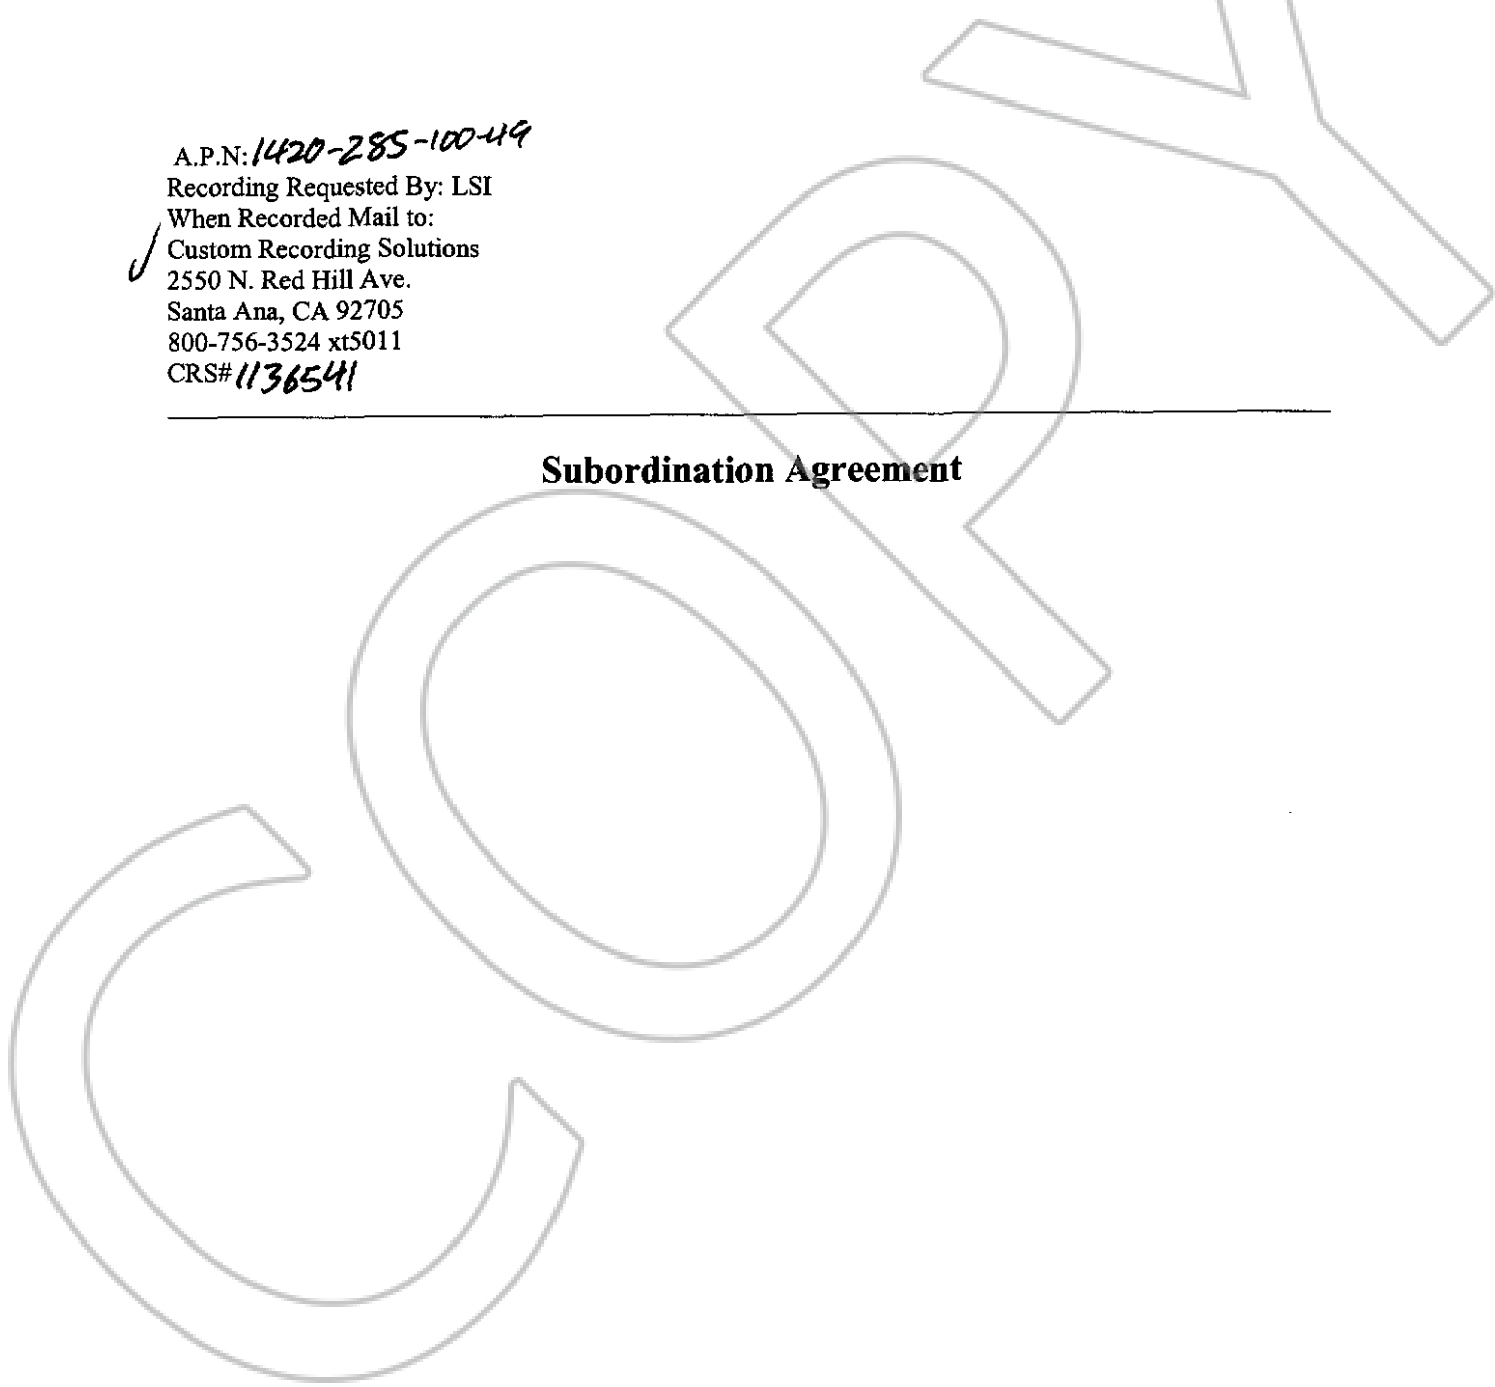 A.P.N: 1420-285-100-49
Recording Requested By: LSI
When Recorded Mail to:
Custom Recording Solutions
2550 N. Red Hill Ave.
Santa Ana, CA 92705
800-756-3524 xt5011
CRS# 1136541
Subordination Agreement
COPY